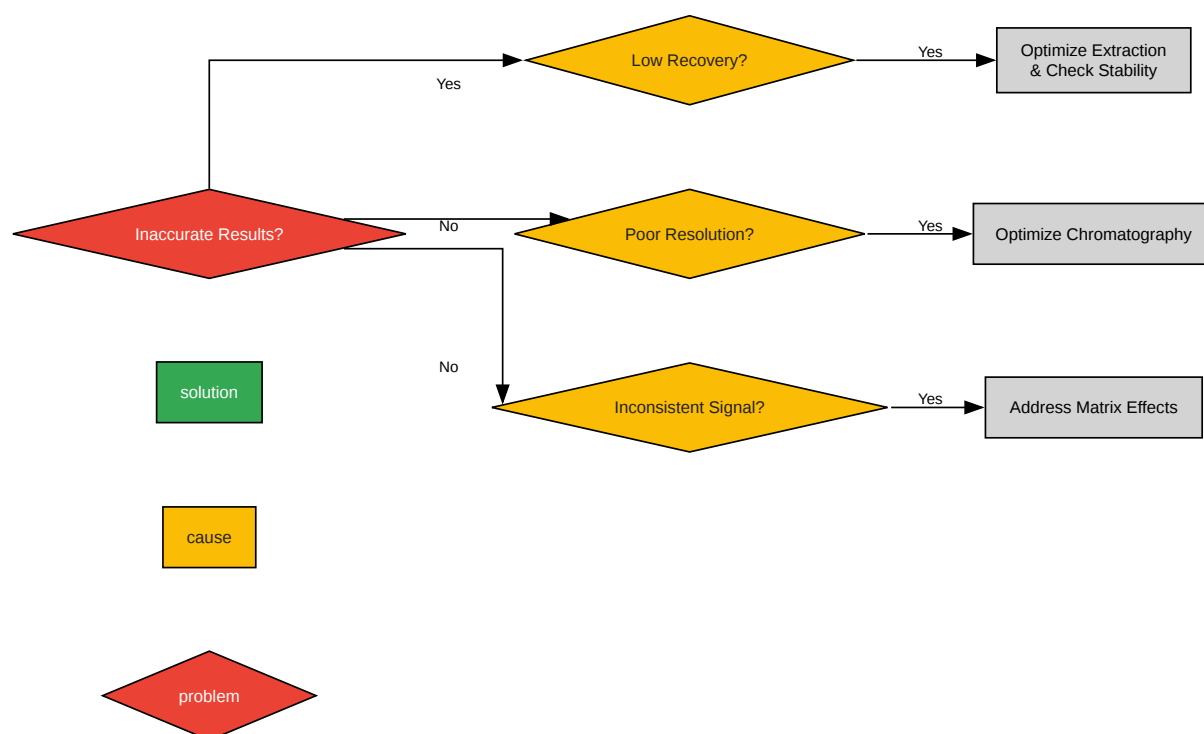 Low Recovery?
Yes
Optimize Extraction
& Check Stability
Yes
Inaccurate Results?
No
Poor Resolution?
Yes
Optimize Chromatography
No
Inconsistent Signal?
Yes
Address Matrix Effects
solution
cause
problem